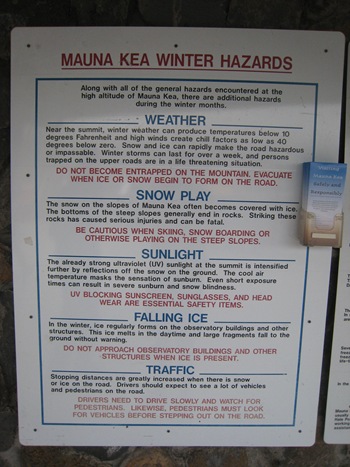 MAUNA KEA WINTER HAZARDS
Along with all of the general hazards encountered at the
high altitude of Mauna Kea, there are additional hazards
during the winter months.
WEATHER
Near the summit, winter weather can produce temperatures below 10
degrees Fahrenheit and high winds create chill factors as low as 40
degrees below zero. Snow and ice can rapidly make the road hazardous
or impassable. Winter storms can last for over a week, and persons
trapped on the upper roads are in a life threatening situation.
DO NOT BECOME ENTRAPPED ON THE MOUNTAIN. EVACUATE
WHEN ICE OR SNOW BEGIN TO FORM ON THE ROAD.
SNOW PLAY
The snow on the slopes of Mauna Kea often becomes covered with ice.
The bottoms of the steep slopes generally end in rocks. Striking these
rocks has caused serious injuries and can be fatal.
BE CAUTIOUS WHEN SKIING, SNOW BOARDING OR
OTHERWISE PLAYING ON THE STEEP SLOPES.
SUNLIGHT
The already strong ultraviolet (UV) sunlight at the summit is intensified
further by reflections off the snow on the ground. The cool air
temperature masks the sensation of sunburn. Even short exposure
times can result in severe sunburn and snow blindness.
UV BLOCKING SUNSCREEN, SUNGLASSES, AND HEAD
WEAR ARE ESSENTIAL SAFETY ITEMS.
FALLING ICE
In the winter, ice regularly forms on the observatory buildings and other
structures. This ice melts in the daytime and large fragments fall to the
ground without warning.
DO NOT APPROACH OBSERVATORY BUILDINGS AND OTHER
STRUCTURES WHEN ICE IS PRESENT.
TRAFFIC
Stopping distances are greatly increased when there is snow
or ice on the road. Drivers should expect to see a lot of vehicles
and pedestrians on the road.
DRIVERS NEED TO DRIVE SLOWLY AND WATCH FOR
PEDESTRIANS. LIKEWISE, PEDESTRIANS MUST LOOK
FOR VEHICLES BEFORE STEPPING OUT ON THE ROAD.
Mauna Kea
Safely and
Responsibly